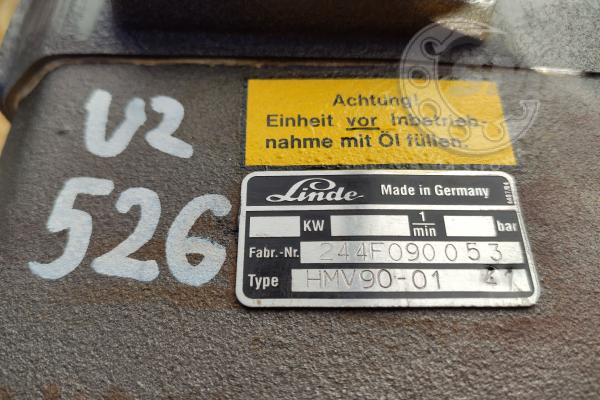 V2
526
Achtung!
Einheit vor Inbetrieb-
nahme mit Öl füllen.
Linde Made in Germany
KW 1/min bar
Fabr.-Nr. 244F090053
Type HMV90-01 41